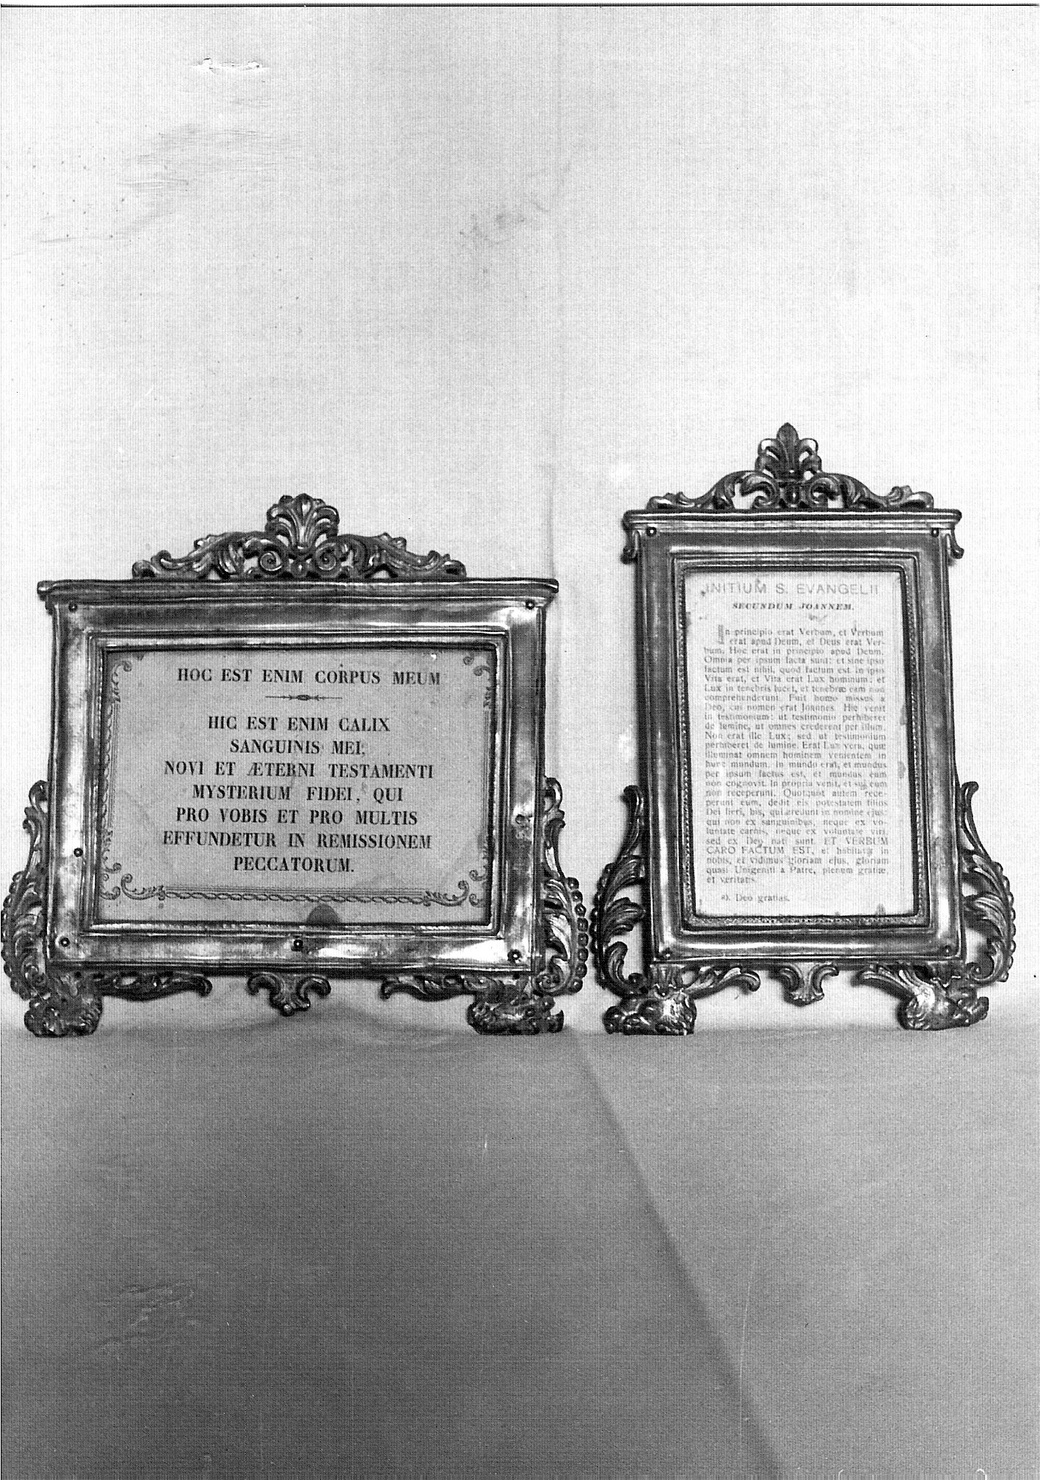 HOC EST ENIM CORPUS MEUM
HIC EST ENIM CALIX
SANGUINIS MEI:
NOVI ET ÆTERNI TESTAMENTI
MYSTERIUM FIDEI, QUI
PRO VOBIS ET PRO MULTIS
EFFUNDETUR IN REMISSIONEM
PECCATORUM.
INITIUM S. EVANGELII
SECUNDUM JOANNEM.
In principio erat Verbum, et Verbum
erat apud Deum, et Deus erat Ver-
bum. Hoc erat in principio apud Deum.
Omnia per ipsum facta sunt: et sine ipso
factum est nihil, quod factum est. In ipso
Vita erat, et Vita erat Lux hominum: et
Lux in tenebris lucet, et tenebræ eam non
comprehenderunt. Fuit homo missus a
Deo, cui nomen erat Joannes. Hic venit
in testimonium: ut testimonio perhiberet
de lumine, ut omnes crederent per illum.
Non erat ille Lux; sed ut testimonium
perhiberet de lumine. Erat Lux vera, quæ
illuminat omnem hominem venientem in
hunc mundum. In mundo erat, et mundus
per ipsum factus est, et mundus eum
non cognovit. In propria venit, et sui eum
non receperunt. Quotquot autem rece-
perunt eum, dedit eis potestatem filios
Dei fieri, his, qui credunt in nomine ejus:
qui non ex sanguinibus, neque ex vo-
luntate carnis, neque ex voluntate viri,
sed ex Deo nati sunt. ET VERBUM
CARO FACTUM EST, et habitavit in
nobis, et vidimus gloriam ejus, gloriam
quasi Unigeniti a Patre, plenum gratiæ,
et veritatis.
℟. Deo gratias.